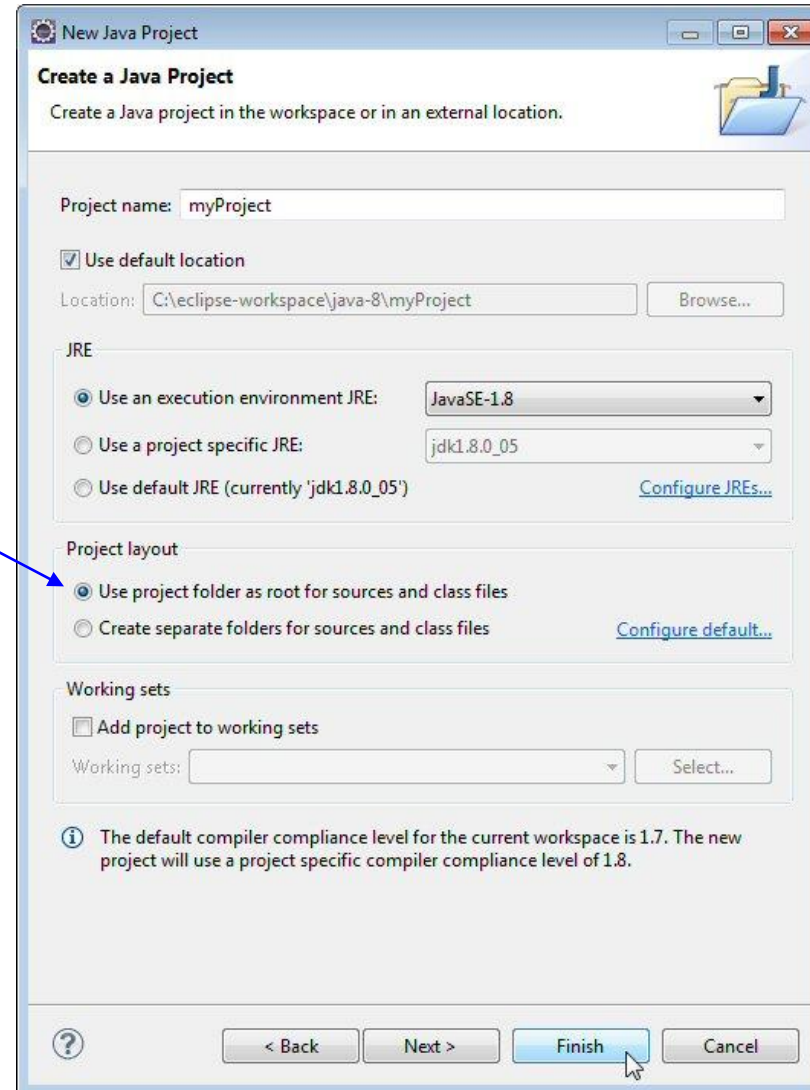 New Java Project
Create a Java Project
Create a Java project in the workspace or in an external location.
Project name: myProject
Use default location
Location: C:\eclipse-workspace\java-8\myProject Browse...
JRE
Use an execution environment JRE: JavaSE-1.8
Use a project specific JRE: jdk1.8.0_05
Use default JRE (currently 'jdk1.8.0_05') Configure JREs...
Project layout
Use project folder as root for sources and class files
Create separate folders for sources and class files Configure default...
Working sets
Add project to working sets
Working sets: Select...
The default compiler compliance level for the current workspace is 1.7. The new
project will use a project specific compiler compliance level of 1.8.
? < Back Next > Finish Cancel